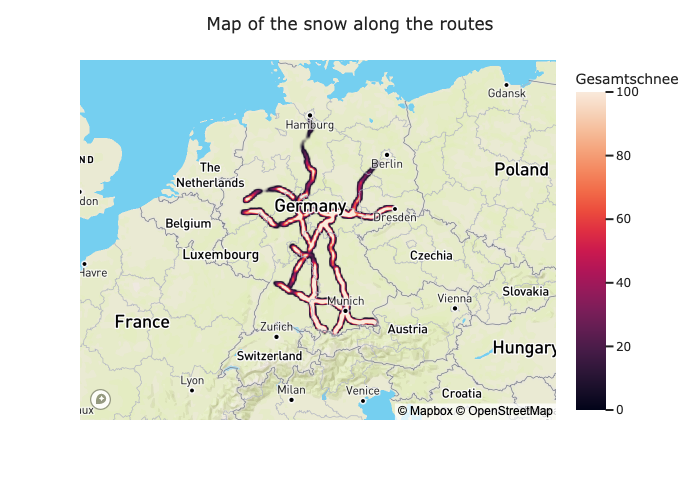 Map of the snow along the routes
Gesamtschnee
100
80
60
40
20
0
Gdansk
Hamburg
Berlin
ND
The
Netherlands
Poland
don
Germany
Dresden
Belgium
Luxembourg
Czechia
Havre
Slovakia
Munich
Vienna
France
Zurich
Austria
Switzerland
Hungary
Lyon
Milan
Venice
Croatia
ux
© Mapbox © OpenStreetMap